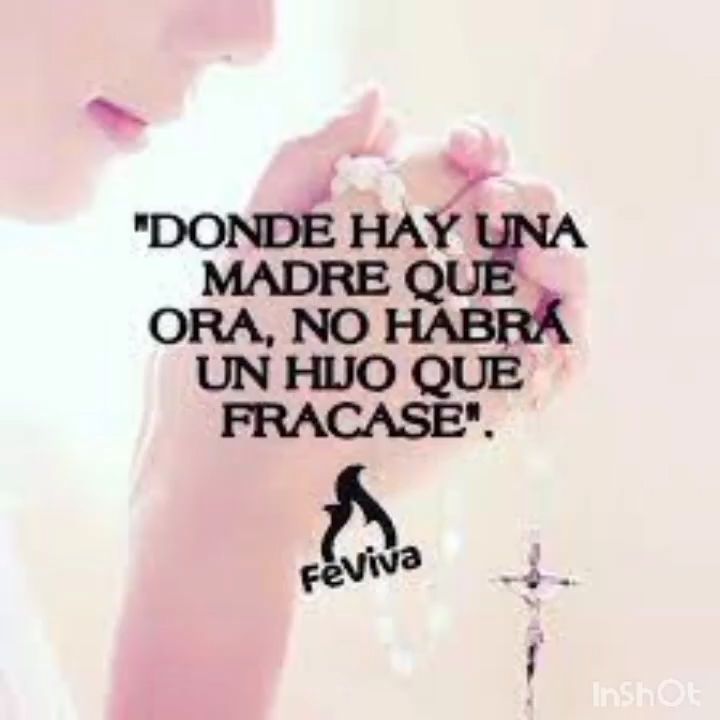 "DONDE HAY UNA
MADRE QUE
ORA, NO HABRÁ
UN HIJO QUE
FRACASE".
FeViva
InShOt